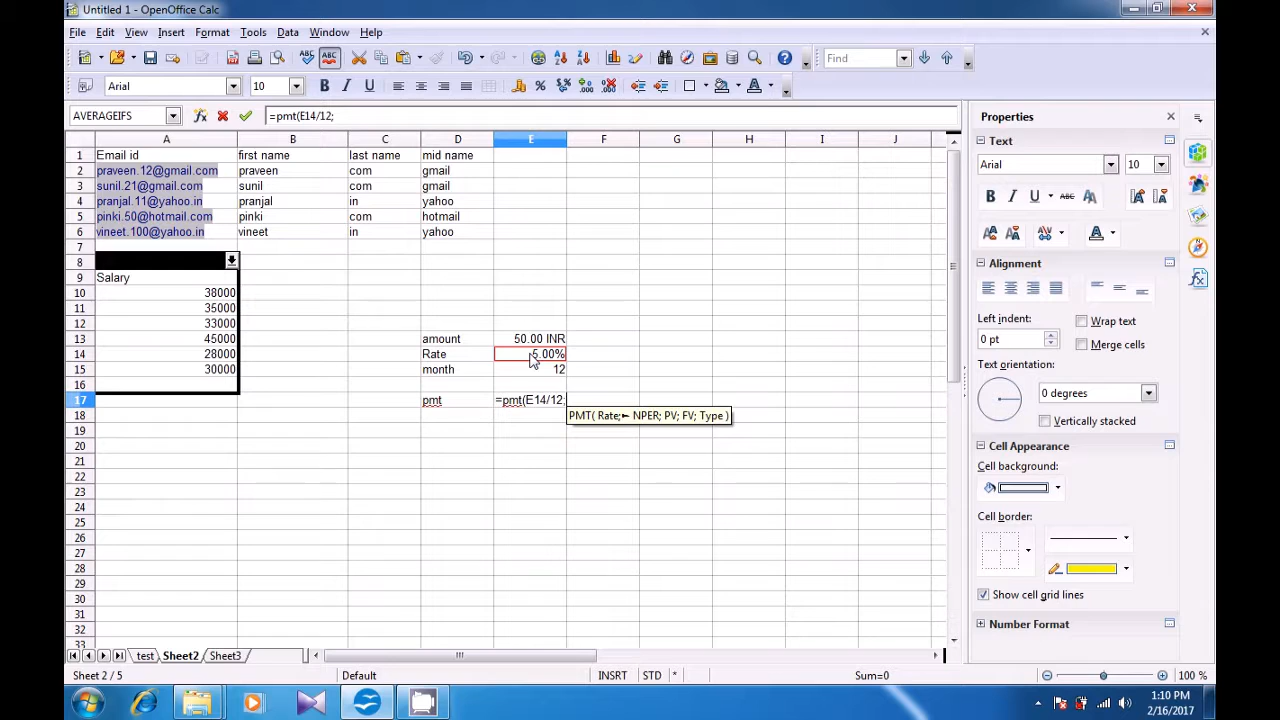 Untitled 1 - OpenOffice Calc
File Edit View Insert Format Tools Data Window Help
Find
Arial 10
AVERAGEIFS =pmt(E14/12;
Properties
A B C D E F G H I J
1 Email id first name last name mid name
2 praveen.12@gmail.com praveen com gmail
3 sunil.21@gmail.com sunil com gmail
4 pranjal.11@yahoo.in pranjal in yahoo
5 pinki.50@hotmail.com pinki com hotmail
6 vineet.100@yahoo.in vineet in yahoo
7
8
9 Salary
10 38000
11 35000
12 33000
13 45000 amount 50.00 INR
14 28000 Rate 5.00%
15 30000 month 12
16
17 pmt =pmt(E14/12;
PMT( Rate; NPER; PV; FV; Type )
18
19
20
21
22
23
24
25
26
27
28
29
30
31
32
33
Text
Arial 10
Alignment
Left indent: Wrap text
0 pt Merge cells
Text orientation:
0 degrees
Vertically stacked
Cell Appearance
Cell background:
Cell border:
Show cell grid lines
Number Format
test Sheet2 Sheet3
Sheet 2 / 5 Default INSRT STD * Sum=0 100 %
1:10 PM
2/16/2017